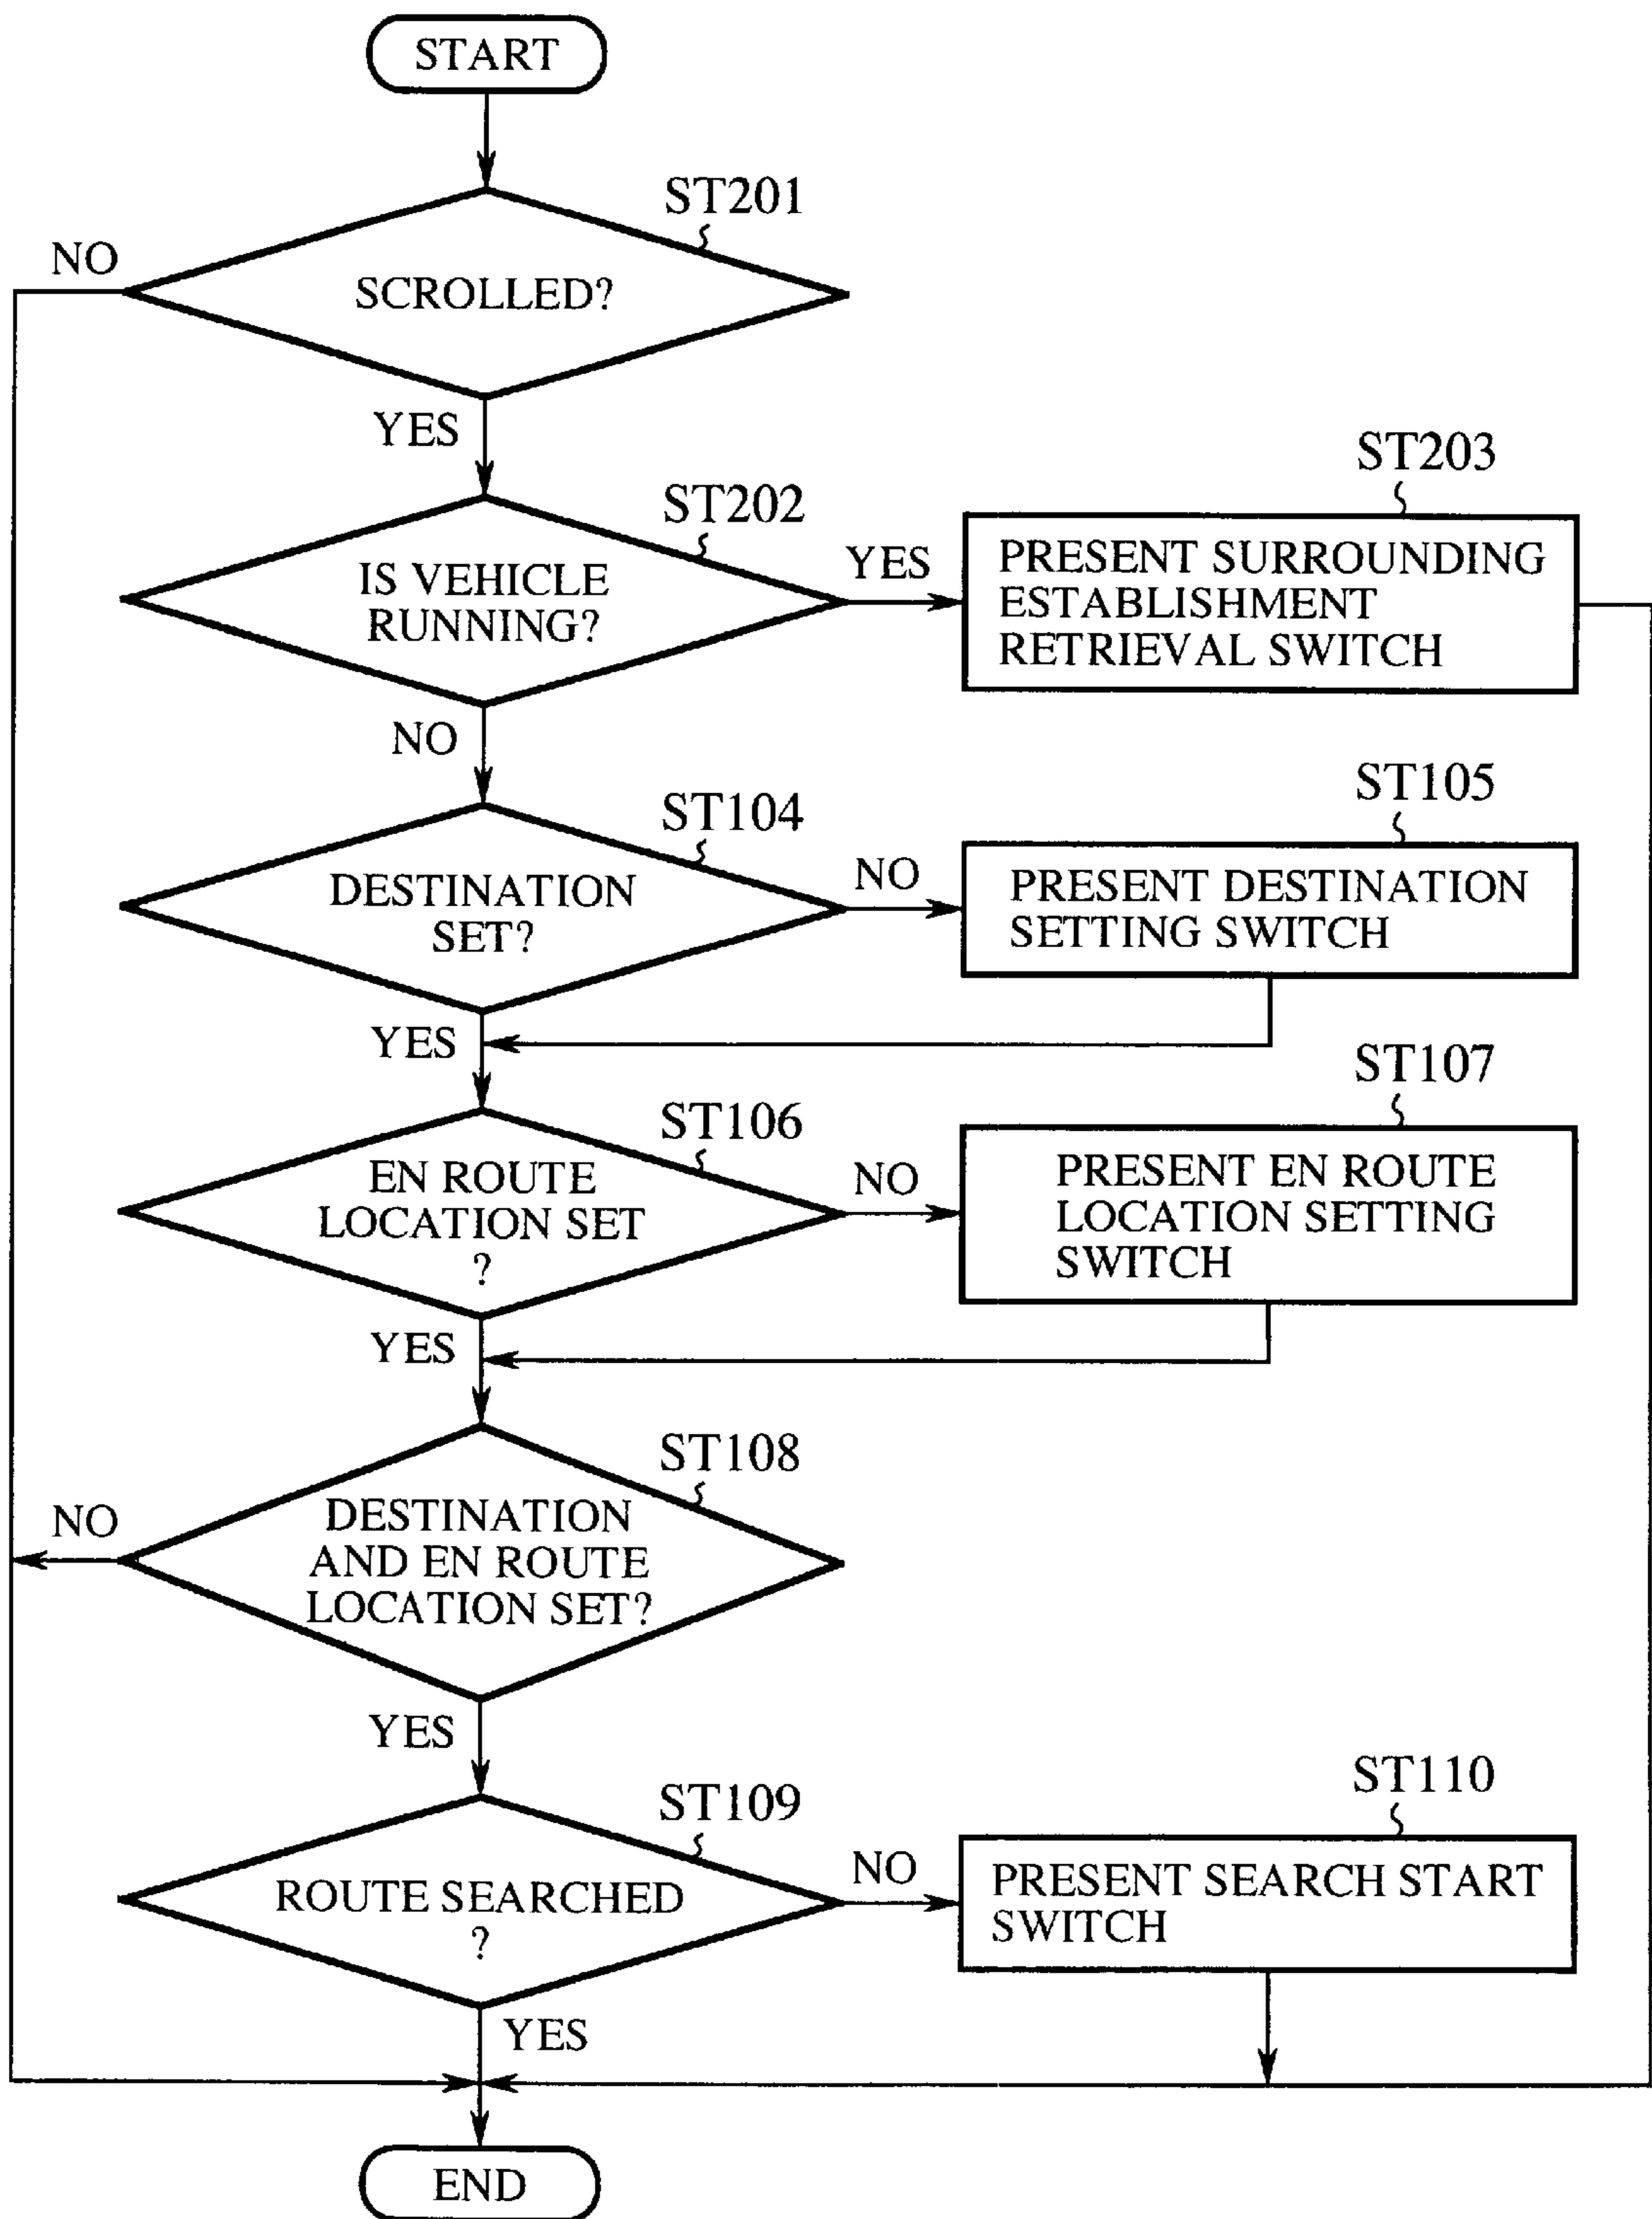 START
ST201
NO
SCROLLED?
YES
ST203
ST202
YES
PRESENT SURROUNDING
ESTABLISHMENT
RETRIEVAL SWITCH
IS VEHICLE
RUNNING?
NO
ST105
ST104
NO
PRESENT DESTINATION
SETTING SWITCH
DESTINATION
SET?
YES
ST107
ST106
NO
PRESENT EN ROUTE
LOCATION SETTING
SWITCH
EN ROUTE
LOCATION SET
?
YES
ST108
NO
DESTINATION
AND EN ROUTE
LOCATION SET?
YES
ST110
ST109
NO
PRESENT SEARCH START
SWITCH
ROUTE SEARCHED
?
YES
END